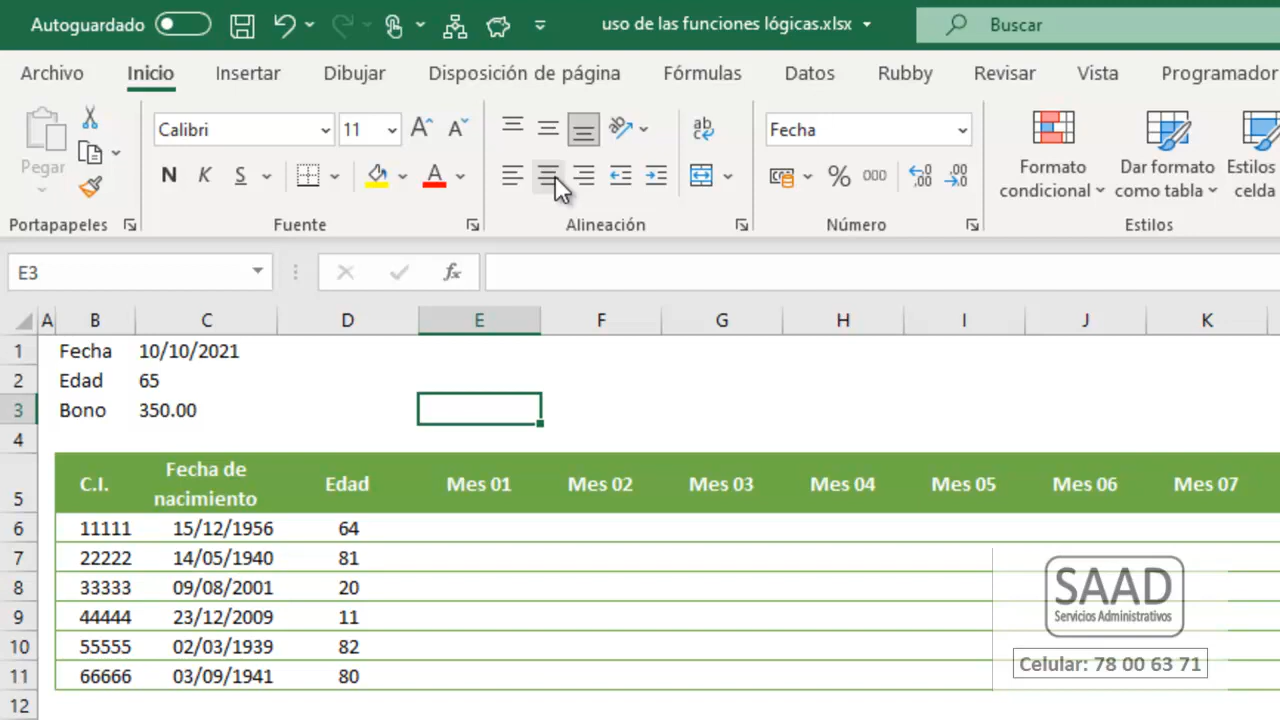 Autoguardado
uso de las funciones lógicas.xlsx
Buscar
Archivo Inicio Insertar Dibujar Disposición de página Fórmulas Datos Rubby Revisar Vista Programador
Pegar
Portapapeles
Calibri 11
N K S A
Fuente
ab
Alineación
Fecha
% 000 ,00 ,00
Número
Formato condicional
Dar formato como tabla
Estilos celda
Estilos
E3
fx
A B C D E F G H I J K
1 Fecha 10/10/2021
2 Edad 65
3 Bono 350.00
4
5 C.I. Fecha de nacimiento Edad Mes 01 Mes 02 Mes 03 Mes 04 Mes 05 Mes 06 Mes 07
6 11111 15/12/1956 64
7 22222 14/05/1940 81
8 33333 09/08/2001 20
9 44444 23/12/2009 11
10 55555 02/03/1939 82
11 66666 03/09/1941 80
12
SAAD
Servicios Administrativos
Celular: 78 00 63 71